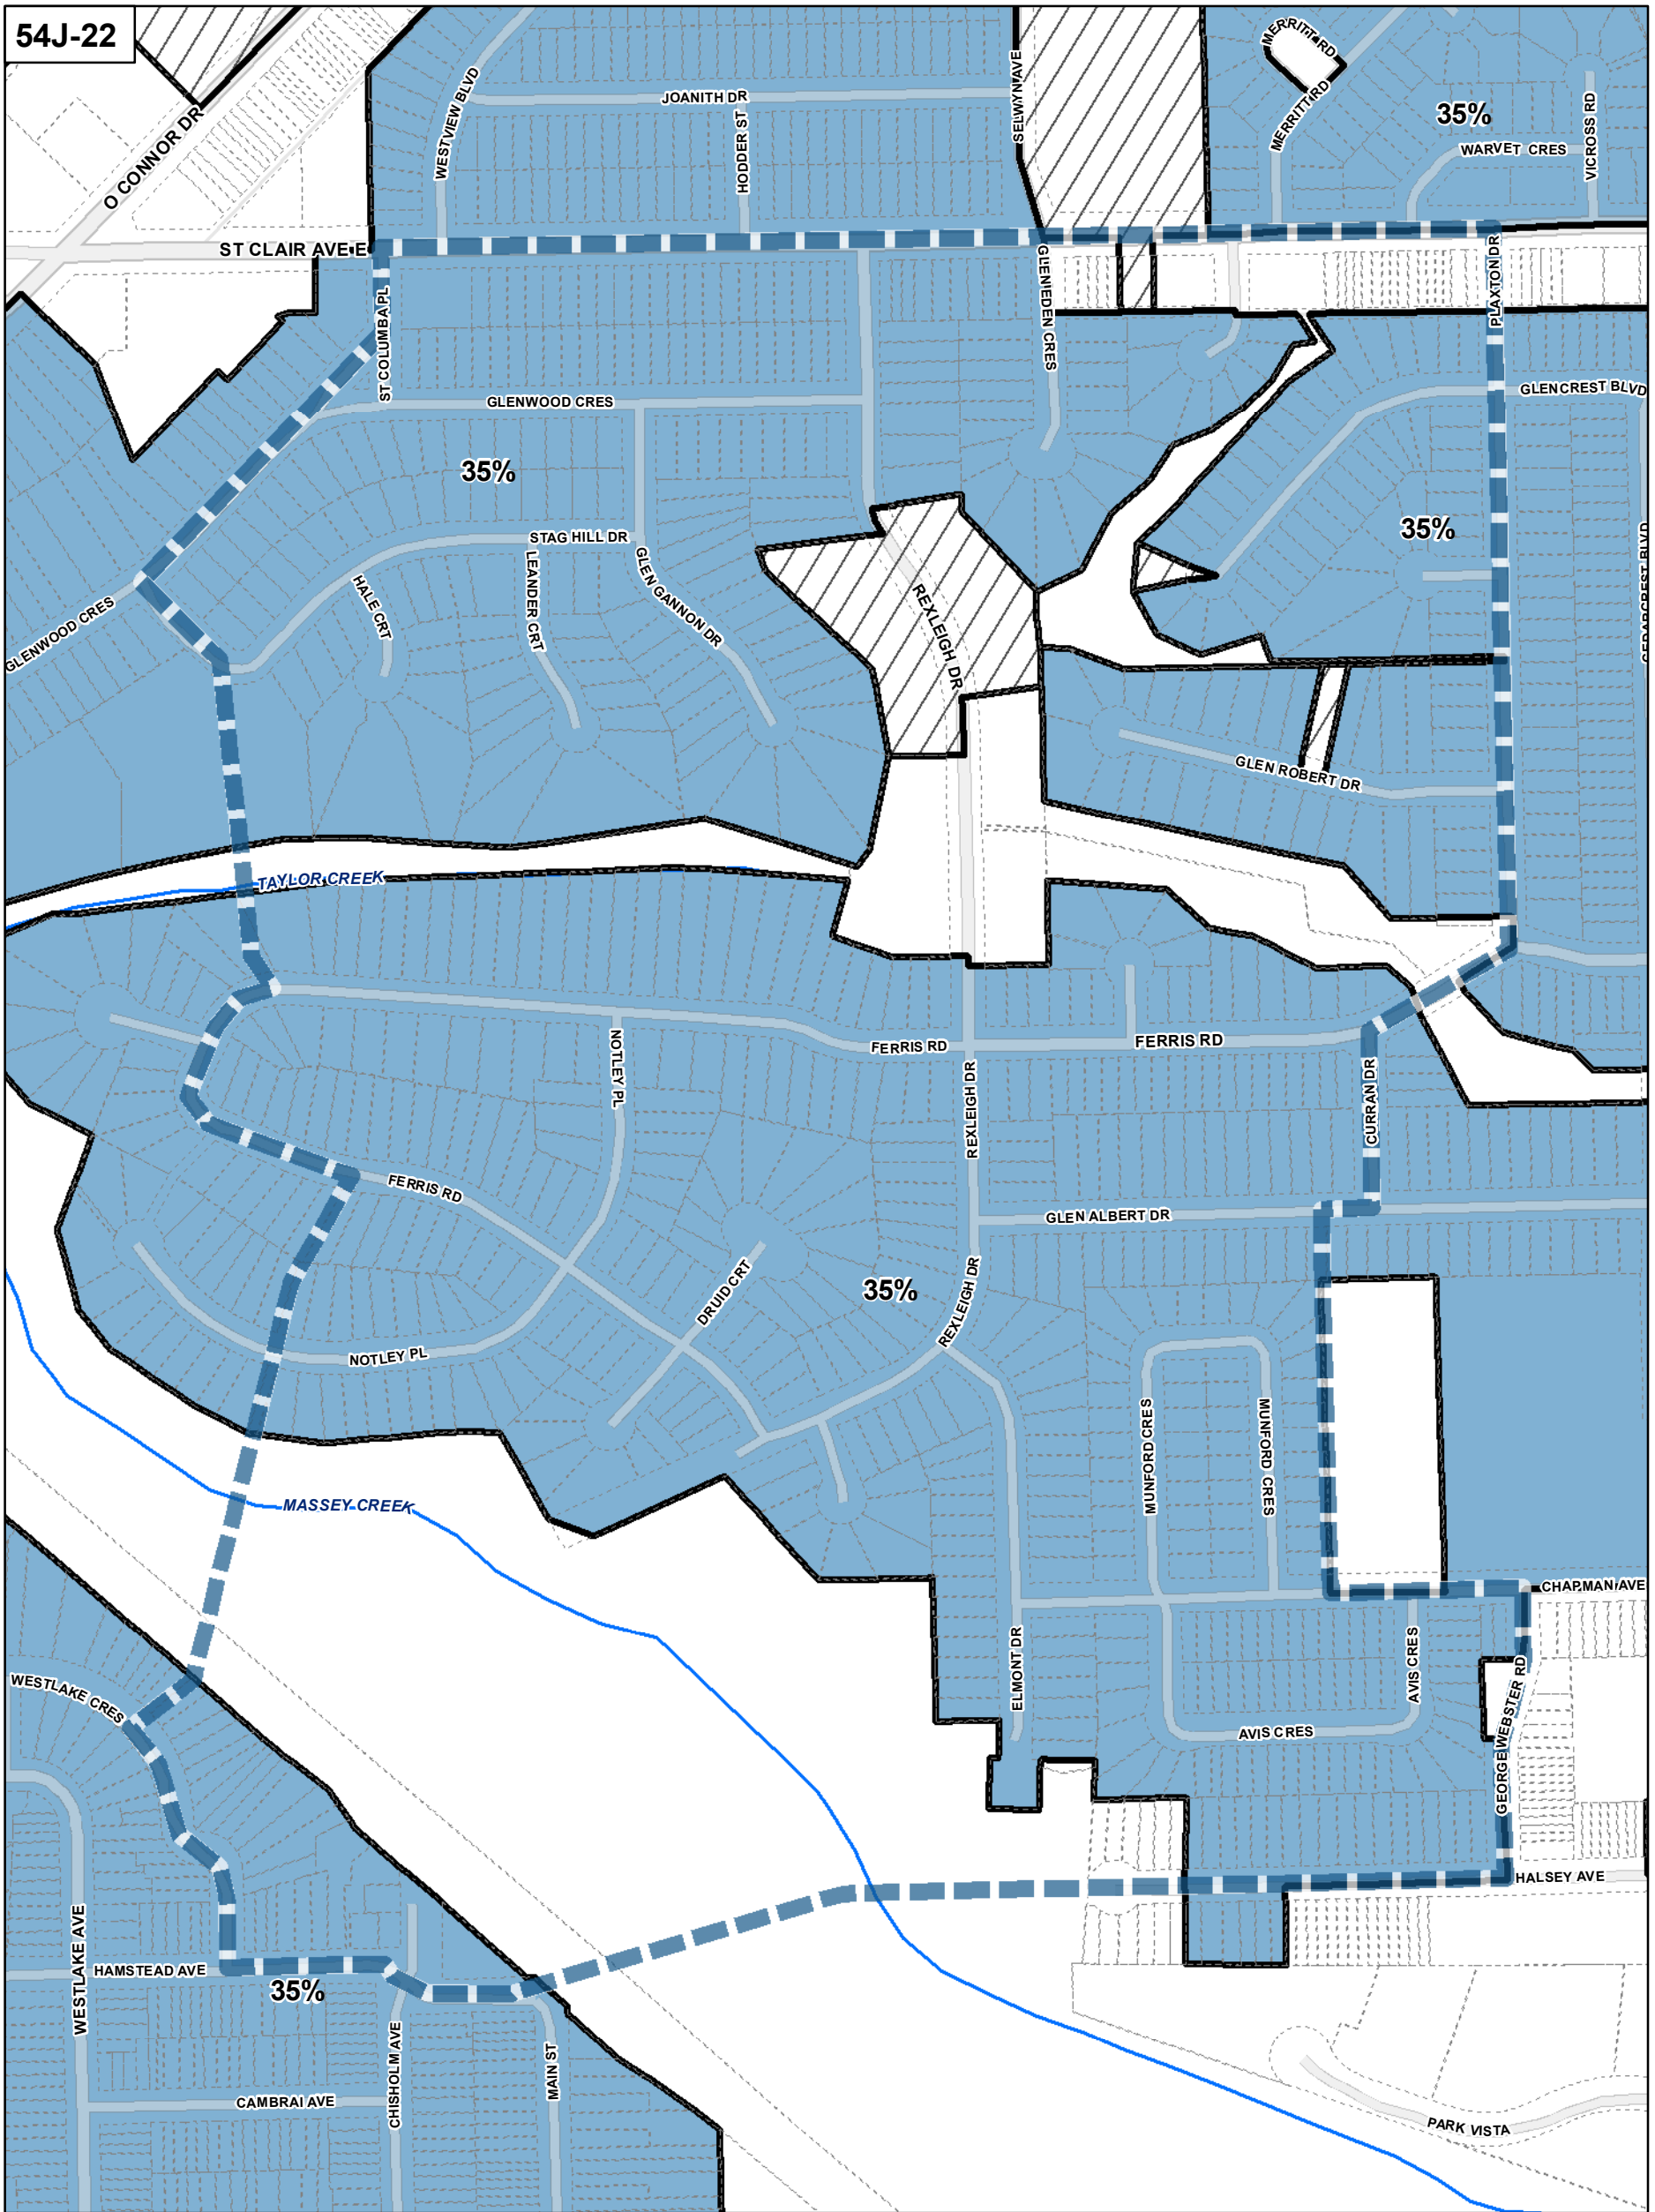 54J-22
MERRITT RD
SELWYN AVE
WESTVIEW BLVD
JOANITH DR
HODDER ST
MERRITT RD
35%
VICROSS RD
WARVET CRES
O CONNOR DR
ST CLAIR AVE E
ST COLUMBA PL
GLEN EDEN CRES
PLAXTON DR
GLENWOOD CRES
GLENCREST BLVD
35%
35%
STAG HILL DR
LEANDER CRT
HALE CRT
GLEN GANNON DR
GLENWOOD CRES
REXLEIGH DR
CEDARCREST BLVD
GLEN ROBERT DR
TAYLOR CREEK
NOTLEY PL
FERRIS RD
FERRIS RD
REXLEIGH DR
CURRAN DR
FERRIS RD
GLEN ALBERT DR
DRUID CRT
35%
REXLEIGH DR
NOTLEY PL
MUNFORD CRES
MUNFORD CRES
MASSEY CREEK
CHAPMAN AVE
ELMONT DR
AVIS CRES
WESTLAKE CRES
AVIS CRES
GEORGE WEBSTER RD
HALSEY AVE
WESTLAKE AVE
HAMSTEAD AVE
35%
CHISHOLM AVE
MAIN ST
CAMBRAI AVE
PARK VISTA